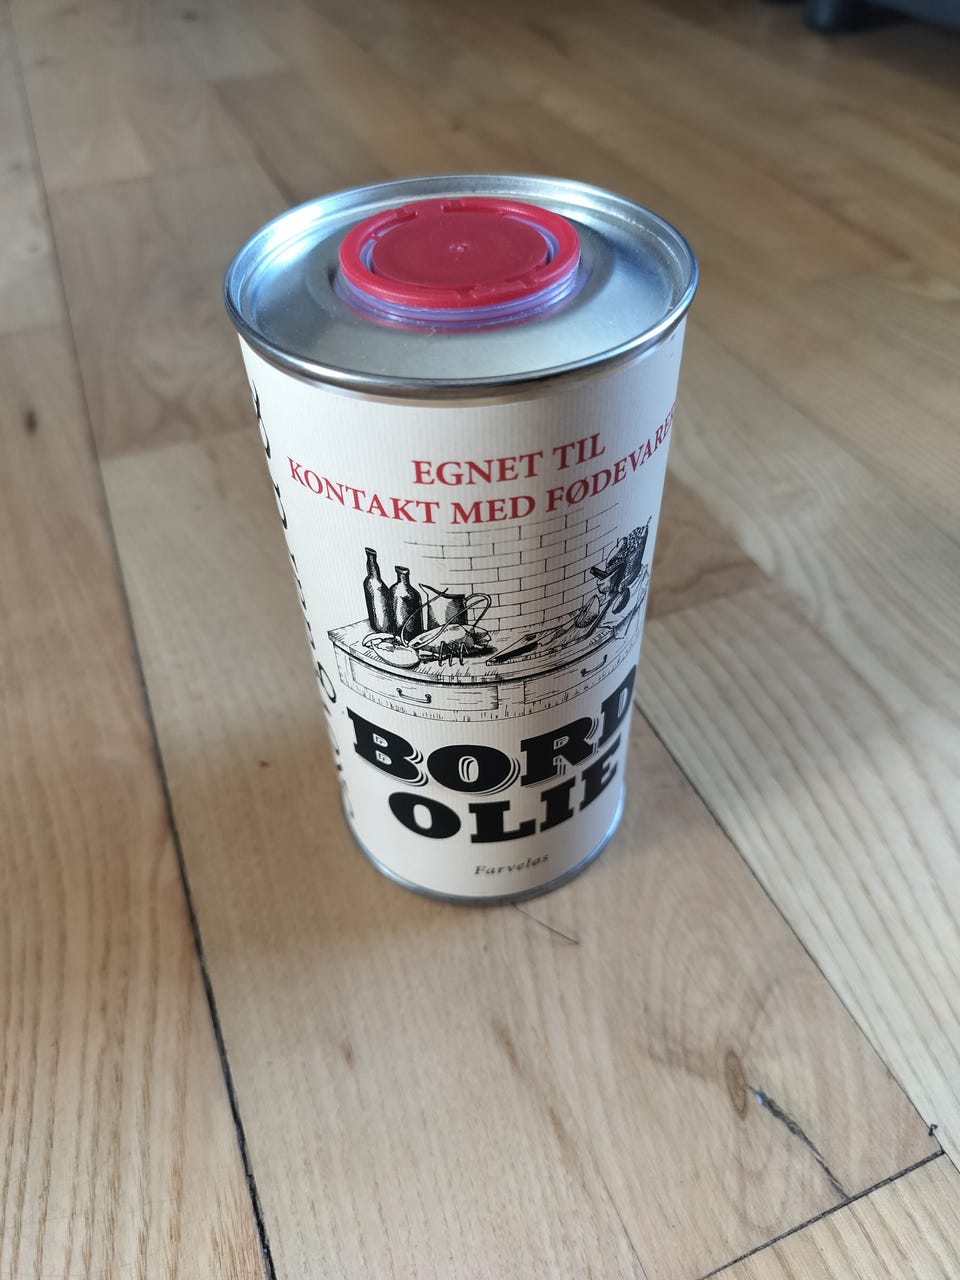 EGNET TIL
KONTAKT MED FØDEVARER
BORD
OLIE
Farveløs